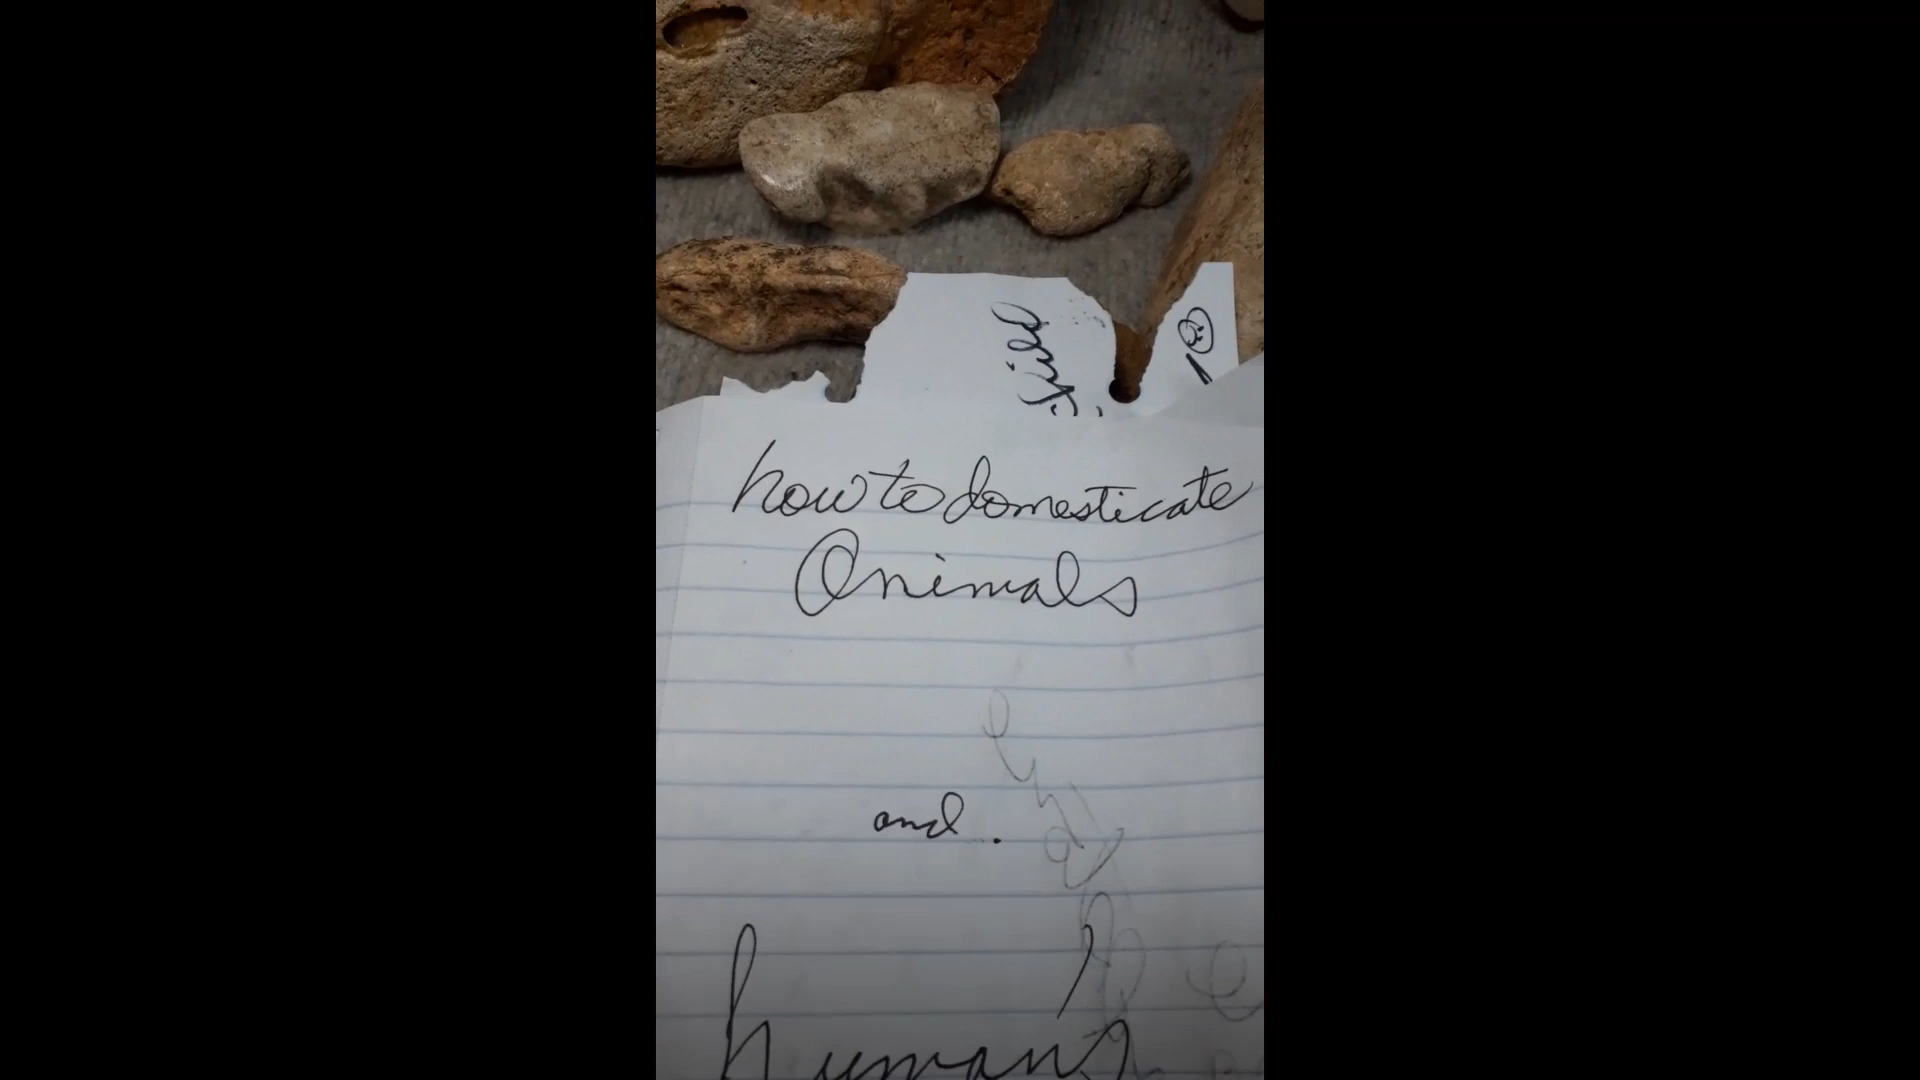 how to domesticate
Animals
and.
humans